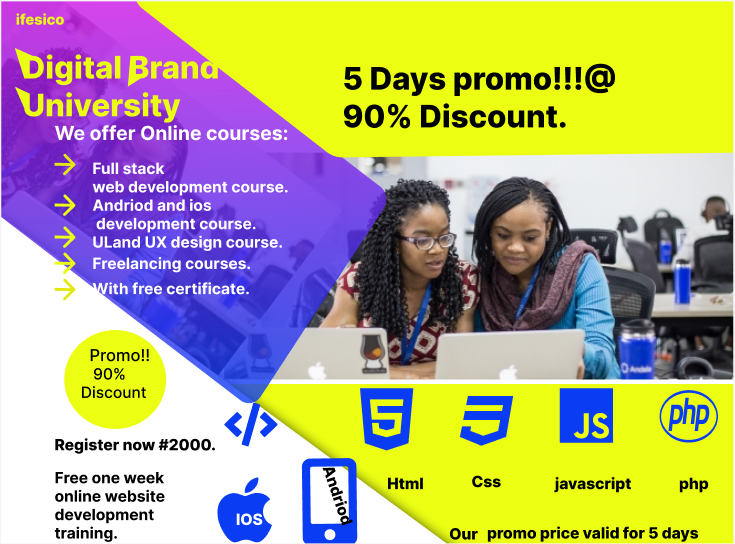 ifesico
Digital Brand
University
We offer Online courses:
Full stack
web development course.
Andriod and ios
development course.
ULand UX design course.
Freelancing courses.
With free certificate.
5 Days promo!!!@
90% Discount.
Promo!!
90%
Discount
Register now #2000.
Free one week
online website
development
training.
</>
IOS
Andriod
5
JS
php
Html
Css
javascript
php
Andela
Our promo price valid for 5 days